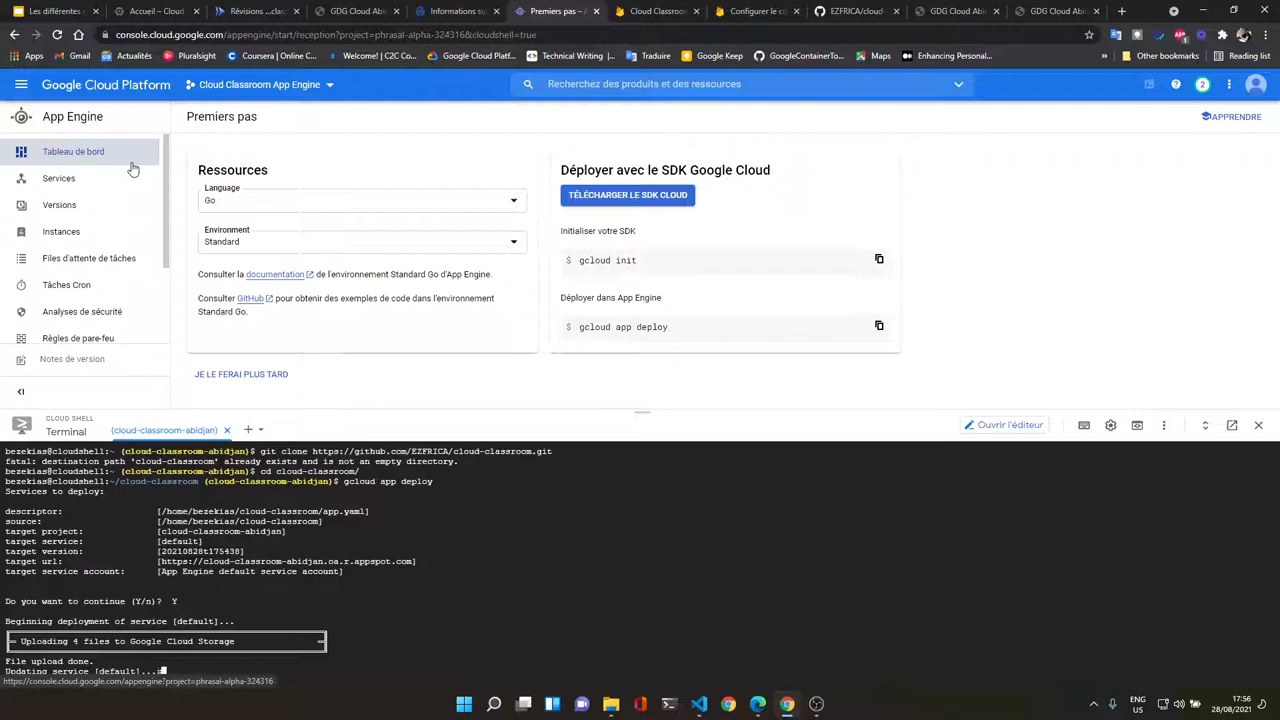 Les différentes
Accueil – Cloud
Révisions …class
GDG Cloud Abi
Informations su
Premiers pas – A
Cloud Classroom
Configurer le co
EZFRICA/cloud-
GDG Cloud Abi
GDG Cloud Abi
console.cloud.google.com/appengine/start/reception?project=phrasal-alpha-324316&cloudshell=true
Apps
Gmail
Actualités
Pluralsight
Coursera | Online C...
Welcome! | C2C Co...
Technical Writing
Traduire
Google Keep
GoogleContainerTo...
Maps
Enhancing Personal...
»
Other bookmarks
Reading list
Google Cloud Platform
Cloud Classroom App Engine
Recherchez des produits et des ressources
2
App Engine
Premiers pas
APPRENDRE
Tableau de bord
Services
Versions
Instances
Files d'attente de tâches
Tâches Cron
Analyses de sécurité
Règles de pare-feu
Notes de version
Ressources
Language
Go
Environment
Standard
Consulter la documentation de l'environnement Standard Go d'App Engine.
Consulter GitHub pour obtenir des exemples de code dans l'environnement
Standard Go.
JE LE FERAI PLUS TARD
Déployer avec le SDK Google Cloud
TÉLÉCHARGER LE SDK CLOUD
Initialiser votre SDK
$ gcloud init
Déployer dans App Engine
$ gcloud app deploy
CLOUD SHELL
Terminal
(cloud-classroom-abidjan)
Ouvrir l'éditeur
bezekias@cloudshell:~ (cloud-classroom-abidjan)$ git clone https://github.com/EZFRICA/cloud-classroom.git
fatal: destination path 'cloud-classroom' already exists and is not an empty directory.
bezekias@cloudshell:~ (cloud-classroom-abidjan)$ cd cloud-classroom/
bezekias@cloudshell:~/cloud-classroom (cloud-classroom-abidjan)$ gcloud app deploy
Services to deploy:
descriptor: [/home/bezekias/cloud-classroom/app.yaml]
source: [/home/bezekias/cloud-classroom]
target project: [cloud-classroom-abidjan]
target service: [default]
target version: [20210828t175438]
target url: [https://cloud-classroom-abidjan.oa.r.appspot.com]
target service account: [App Engine default service account]
Do you want to continue (Y/n)? Y
Beginning deployment of service [default]...
Uploading 4 files to Google Cloud Storage
File upload done.
Updating service [default]...
https://console.cloud.google.com/appengine?project=phrasal-alpha-324316
ENG
US
17:56
28/08/2021